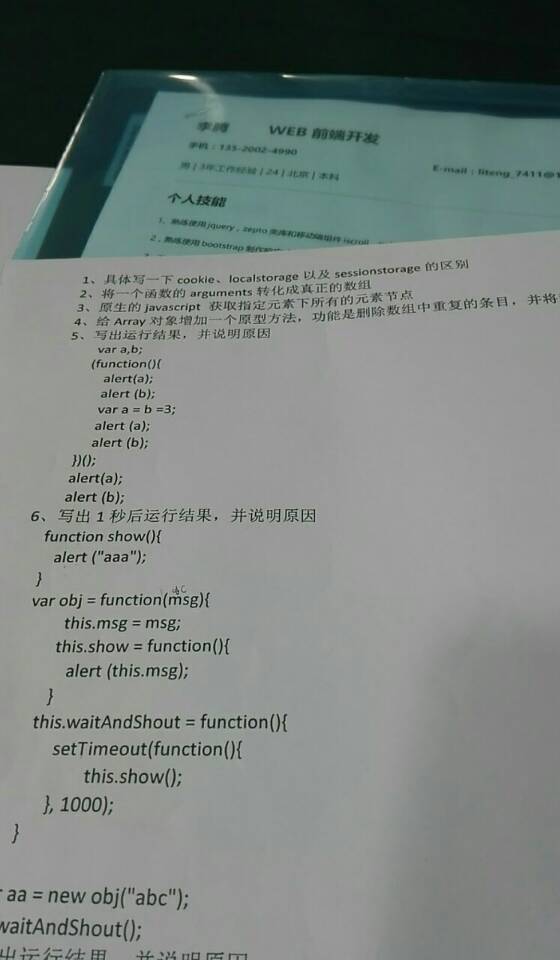 李腾 WEB 前端开发
手机：135-2002-4990
男 | 3年工作经验 | 24 | 北京 | 本科
E-mail：liteng_7411@1
个人技能
1、熟练使用jquery，zepto 类库和移动端组件 iscroll
2、熟练使用 bootstrap
1、具体写一下 cookie、localstorage 以及 sessionstorage 的区别
2、将一个函数的 arguments 转化成真正的数组
3、原生的 javascript 获取指定元素下所有的元素节点
4、给 Array 对象增加一个原型方法，功能是删除数组中重复的条目，并将
5、写出运行结果，并说明原因
var a,b;
(function(){
alert(a);
alert (b);
var a = b =3;
alert (a);
alert (b);
})();
alert(a);
alert (b);
6、写出 1 秒后运行结果，并说明原因
function show(){
alert ("aaa");
}
abc
var obj = function(msg){
this.msg = msg;
this.show = function(){
alert (this.msg);
}
this.waitAndShout = function(){
setTimeout(function(){
this.show();
}, 1000);
}
r aa = new obj("abc");
waitAndShout();
出运行结果，并说明原因